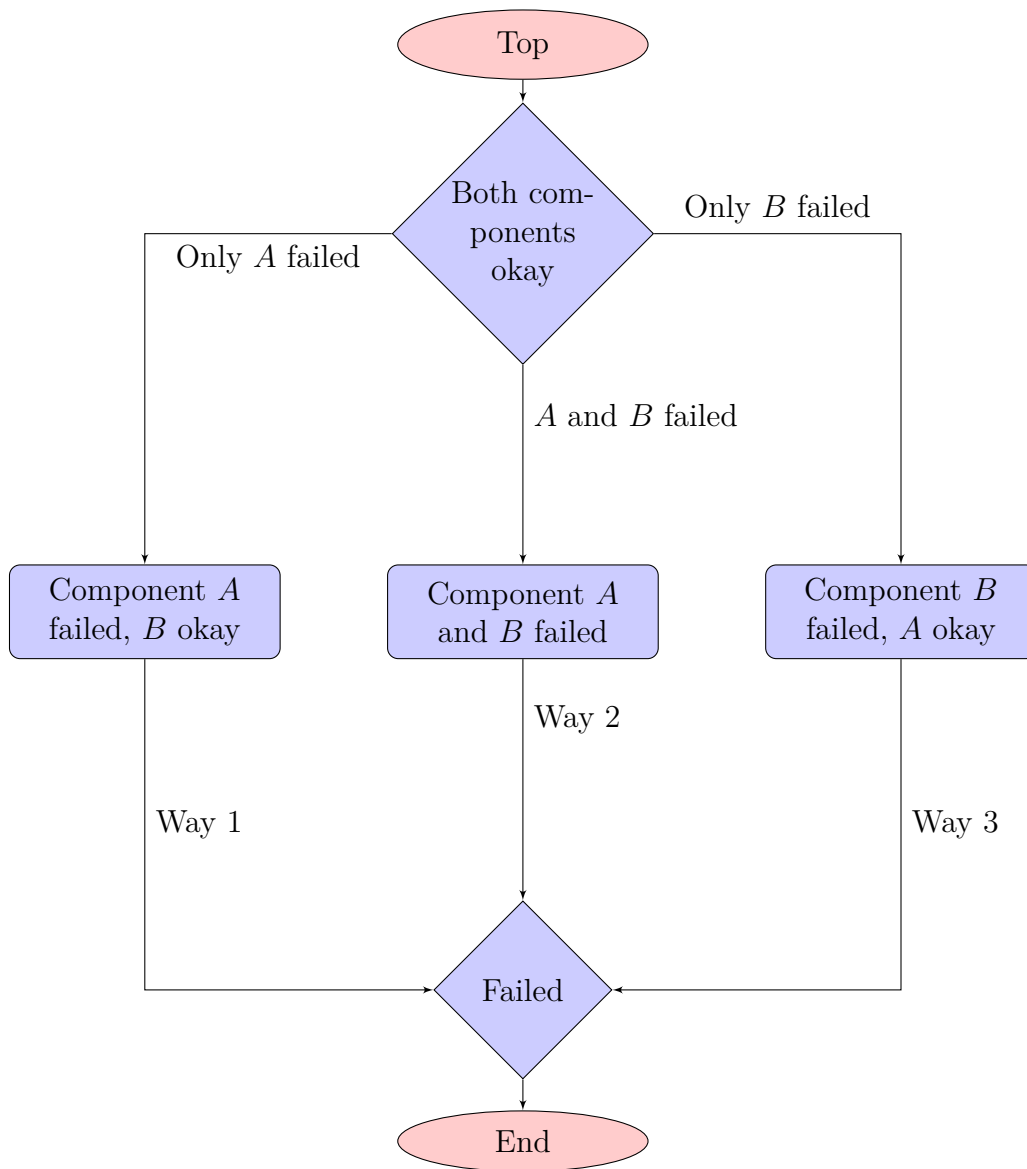 Top
Both com-
ponents
okay
Only B failed
Only A failed
A and B failed
Component A
failed, B okay
Component A
and B failed
Component B
failed, A okay
Way 2
Way 1
Way 3
Failed
End